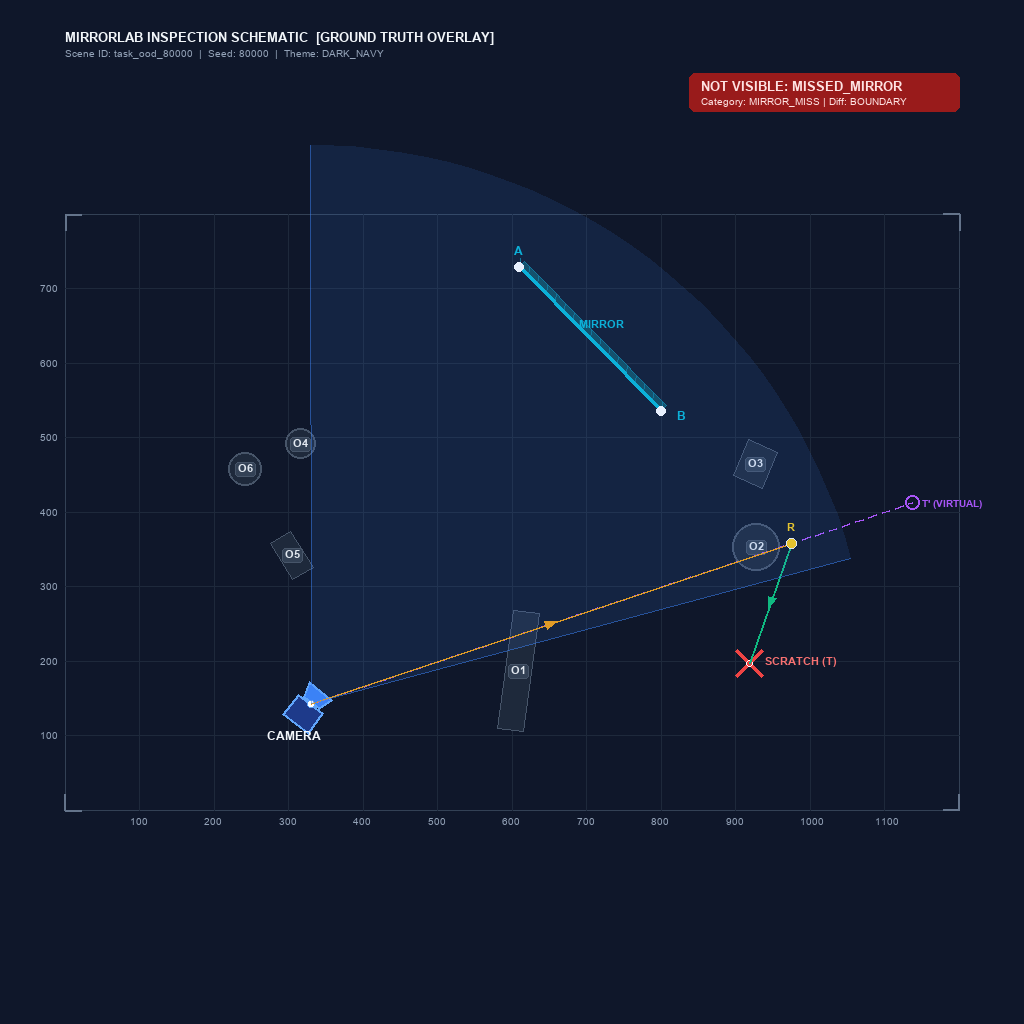 MIRRORLAB INSPECTION SCHEMATIC [GROUND TRUTH OVERLAY]
Scene ID: task_ood_80000 | Seed: 80000 | Theme: DARK_NAVY
NOT VISIBLE: MISSED_MIRROR
Category: MIRROR_MISS | Diff: BOUNDARY
A
700
MIRROR
600
B
500
O4
O3
O6
T' (VIRTUAL)
400
R
O2
O5
300
200
SCRATCH (T)
O1
CAMERA
100
100 200 300 400 500 600 700 800 900 1000 1100